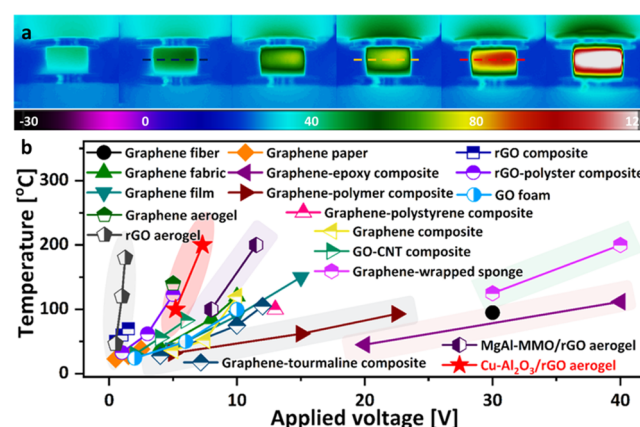 a
-30 0 40 80 12
b
Graphene fiber
Graphene fabric
Graphene film
Graphene aerogel
rGO aerogel
Graphene paper
Graphene-epoxy composite
Graphene-polymer composite
Graphene-polystyrene composite
Graphene composite
GO-CNT composite
Graphene-wrapped sponge
rGO composite
rGO-polyster composite
GO foam
Graphene-tourmaline composite
MgAl-MMO/rGO aerogel
Cu-Al₂O₃/rGO aerogel
Temperature [°C]
300
200
100
0
0 10 20 30 40
Applied voltage [V]